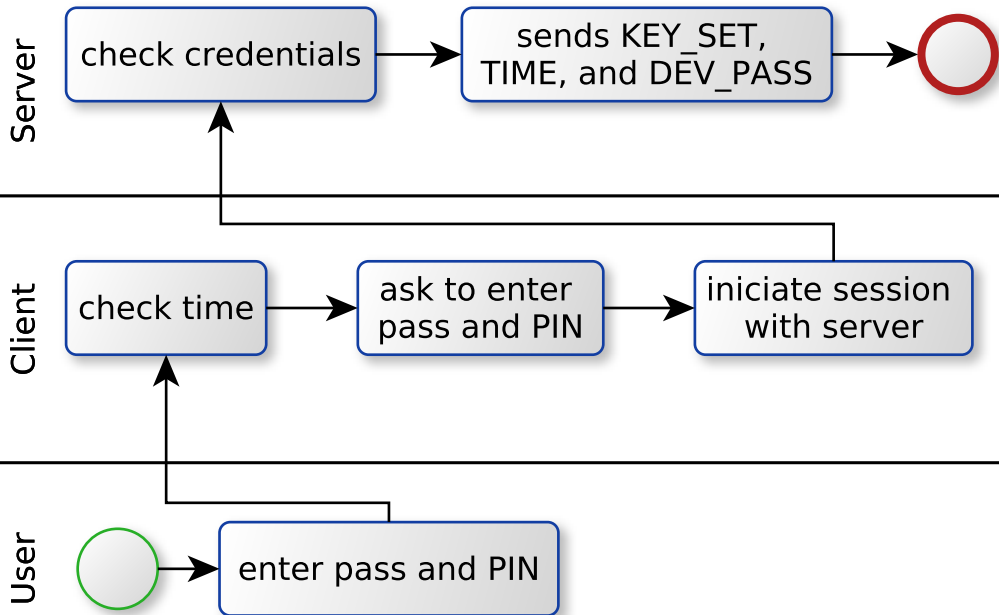 Server
check credentials
sends KEY_SET,
TIME, and DEV_PASS
Client
check time
ask to enter
pass and PIN
iniciate session
with server
User
enter pass and PIN